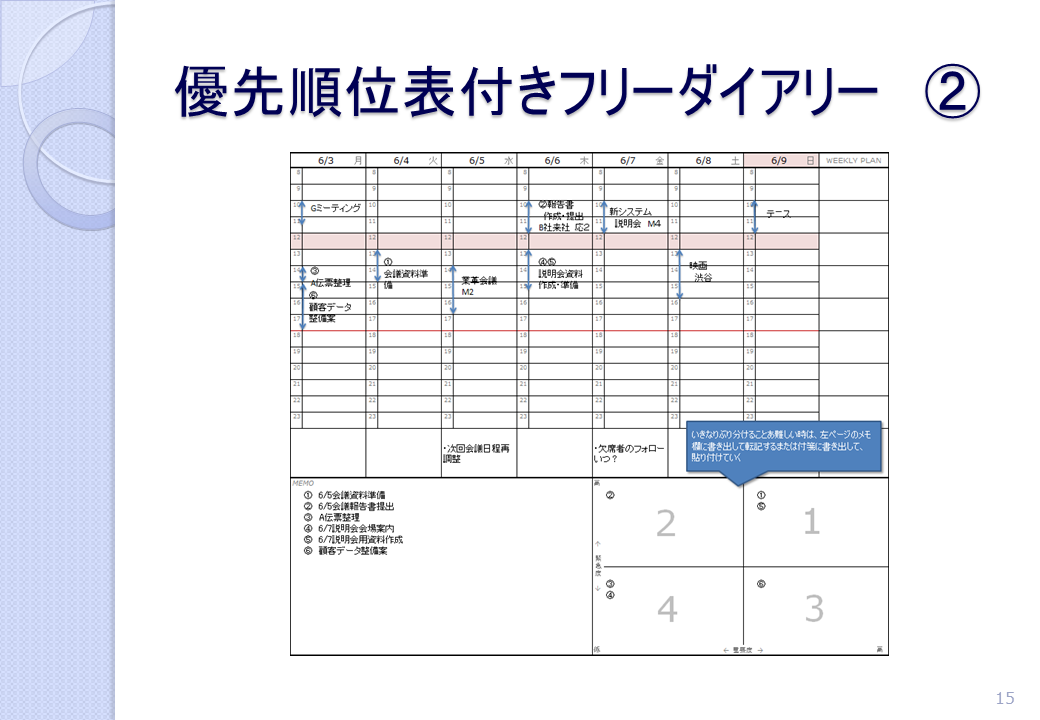 優先順位表付きフリーダイアリー ②
6/3 月 6/4 火 6/5 水 6/6 木 6/7 金 6/8 土 6/9 日 WEEKLY PLAN
8 8 8 8 8 8 8
9 9 9 9 9 9 9
10 10 10 10 10 10 10
11 11 11 11 11 11 11
12 12 12 12 12 12 12
13 13 13 13 13 13 13
14 14 14 14 14 14 14
15 15 15 15 15 15 15
16 16 16 16 16 16 16
17 17 17 17 17 17 17
18 18 18 18 18 18 18
19 19 19 19 19 19 19
20 20 20 20 20 20 20
21 21 21 21 21 21 21
22 22 22 22 22 22 22
23 23 23 23 23 23 23
Gミーティング
③
A伝票整理
⑥
顧客データ
整備案
①
会議資料準
備
業革会議
M2
②報告書
作成・提出
B社来社 応2
④⑤
説明会資料
作成・準備
新システム
説明会 M4
映画
渋谷
テニス
・次回会議日程再
調整
・欠席者のフォロー
いつ？
いきなりふり分けることあ難しい時は、左ページのメモ
欄に書き出して転記するまたは付箋に書き出して、
貼り付けていく
MEMO
① 6/5会議資料準備
② 6/5会議報告書提出
③ A伝票整理
④ 6/7説明会会場案内
⑤ 6/7説明会用資料作成
⑥ 顧客データ整備案
高
②
2
①
⑤
1
↑
緊
急
度
↓
③
④
4
⑥
3
低 ← 重要度 → 高
15